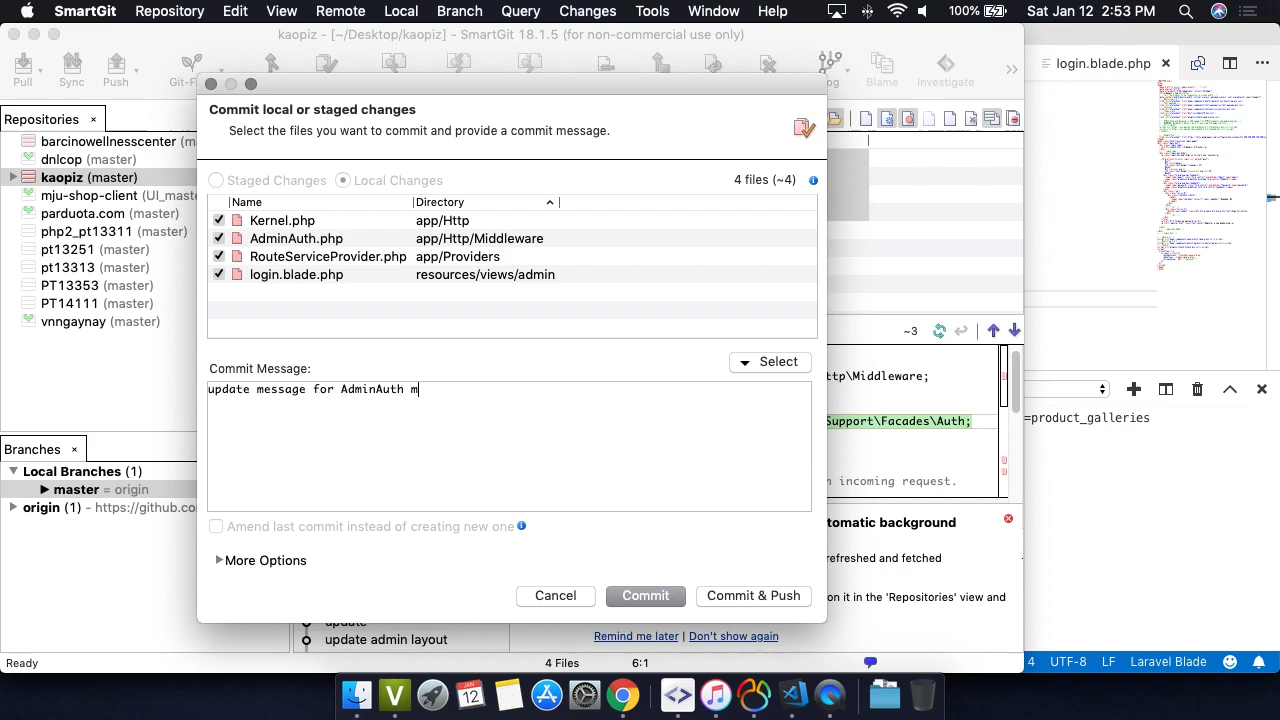 SmartGit Repository Edit View Remote Local Branch Query Changes Tools Window Help 100% Sat Jan 12 2:53 PM
kaopiz - [~/Desktop/kaopiz] - SmartGit 18.1.5 (for non-commercial use only)
Pull Sync Push Blame Investigate
login.blade.php
Commit local or staged changes
Select the files you want to commit and provide a commit message.
Staged Changes Local Changes 4 files (~4)
Name Directory
Kernel.php app/Http
AdminAuth.php app/Http/Middleware
RouteServiceProvider.php app/Providers
login.blade.php resources/views/admin
Select
Commit Message:
update message for AdminAuth m
Amend last commit instead of creating new one
More Options
Cancel Commit Commit & Push
Repositories
barcinowellnesscenter
dnlcop (master)
kaopiz (master)
mju-shop-client
parduota.com (master)
php2_pt13311 (master)
pt13251 (master)
pt13313 (master)
PT13353 (master)
PT14111 (master)
vnngaynay (master)
Branches
Local Branches (1)
master = origin
origin (1) - https://github.co
~3
Middleware;
Support\Facades\Auth;
incoming request.
=product_galleries
background
refreshed and fetched
on it in the 'Repositories' view and
Remind me later | Don't show again
update
update admin layout
Ready 4 Files 6:1
4 UTF-8 LF Laravel Blade
JAN
12